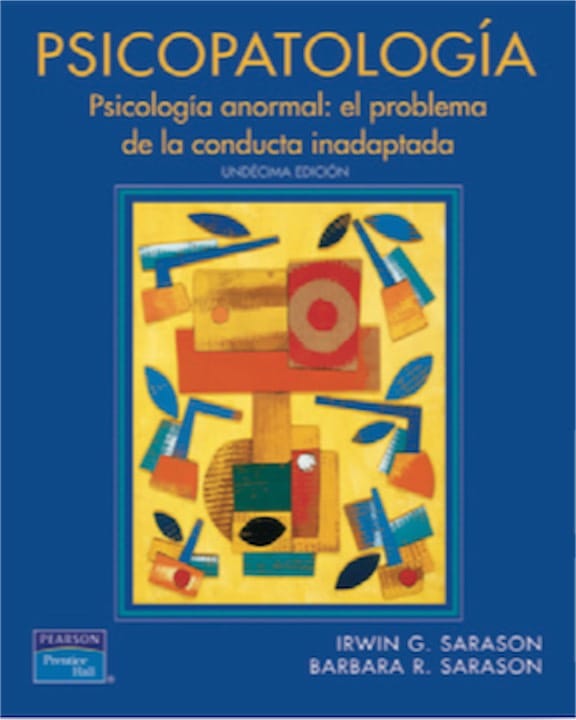 PSICOPATOLOGÍA
Psicología anormal: el problema
de la conducta inadaptada
UNDÉCIMA EDICIÓN
IRWIN G. SARASON
BARBARA R. SARASON
PEARSON
Prentice
Hall
®